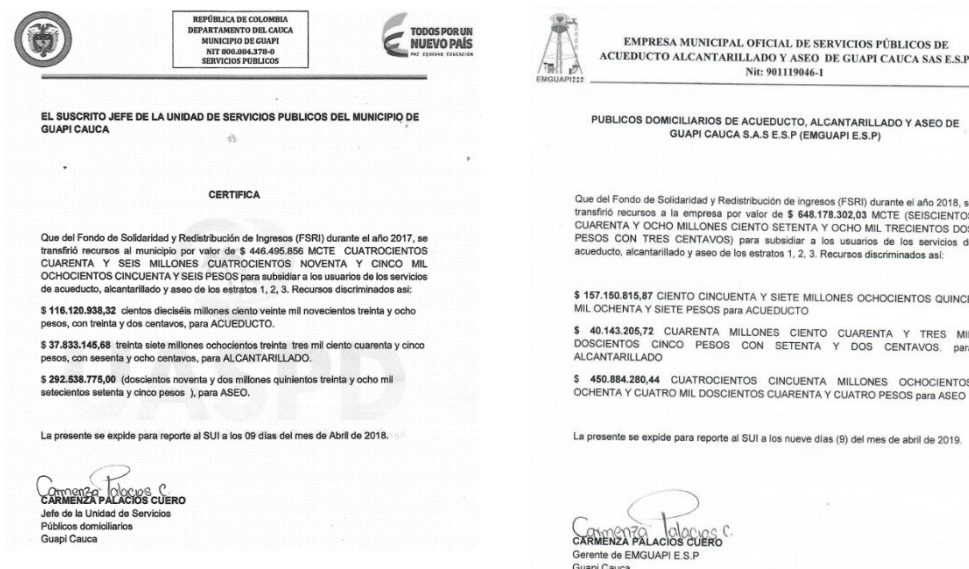 REPÚBLICA DE COLOMBIA
DEPARTAMENTO DEL CAUCA
MUNICIPIO DE GUAPI
NIT 800.084.378-0
SERVICIOS PUBLICOS
TODOS POR UN
NUEVO PAÍS
PAZ EQUIDAD EDUCACIÓN
EL SUSCRITO JEFE DE LA UNIDAD DE SERVICIOS PUBLICOS DEL MUNICIPIO DE
GUAPI CAUCA
CERTIFICA
Que del Fondo de Solidaridad y Redistribución de Ingresos (FSRI) durante el año 2017, se
transfirió recursos al municipio por valor de $ 446.495.856 MCTE CUATROCIENTOS
CUARENTA Y SEIS MILLONES CUATROCIENTOS NOVENTA Y CINCO MIL
OCHOCIENTOS CINCUENTA Y SEIS PESOS para subsidiar a los usuarios de los servicios
de acueducto, alcantarillado y aseo de los estratos 1, 2, 3. Recursos discriminados asi:
$ 116.120.938,32 cientos dieciséis millones ciento veinte mil novecientos treinta y ocho
pesos, con treinta y dos centavos, para ACUEDUCTO.
$ 37.833.145,68 treinta siete millones ochocientos treinta tres mil ciento cuarenta y cinco
pesos, con sesenta y ocho centavos, para ALCANTARILLADO.
$ 292.538.775,00 (doscientos noventa y dos millones quinientos treinta y ocho mil
setecientos setenta y cinco pesos ), para ASEO.
La presente se expide para reporte al SUI a los 09 días del mes de Abril de 2018.
Carmenza Palacios C
CARMENZA PALACIOS CUERO
Jefe de la Unidad de Servicios
Públicos domiciliarios
Guapi Cauca
EMGUAPI
EMPRESA MUNICIPAL OFICIAL DE SERVICIOS PÚBLICOS DE
ACUEDUCTO ALCANTARILLADO Y ASEO DE GUAPI CAUCA SAS E.S.P
Nit: 901119046-1
PUBLICOS DOMICILIARIOS DE ACUEDUCTO, ALCANTARILLADO Y ASEO DE
GUAPI CAUCA S.A.S E.S.P (EMGUAPI E.S.P)
Que del Fondo de Solidaridad y Redistribución de ingresos (FSRI) durante el año 2018, s
transfirió recursos a la empresa por valor de $ 648.178.302,03 MCTE (SEISCIENTOS
CUARENTA Y OCHO MILLONES CIENTO SETENTA Y OCHO MIL TRECIENTOS DOS
PESOS CON TRES CENTAVOS) para subsidiar a los usuarios de los servicios d
acueducto, alcantarillado y aseo de los estratos 1, 2, 3. Recursos discriminados asi:
$ 157.150.815,87 CIENTO CINCUENTA Y SIETE MILLONES OCHOCIENTOS QUINCE
MIL OCHENTA Y SIETE PESOS para ACUEDUCTO
$ 40.143.205,72 CUARENTA MILLONES CIENTO CUARENTA Y TRES MIL
DOSCIENTOS CINCO PESOS CON SETENTA Y DOS CENTAVOS. para
ALCANTARILLADO
$ 450.884.280,44 CUATROCIENTOS CINCUENTA MILLONES OCHOCIENTOS
OCHENTA Y CUATRO MIL DOSCIENTOS CUARENTA Y CUATRO PESOS para ASEO
La presente se expide para reporte al SUI a los nueve días (9) del mes de abril de 2019.
Carmenza Palacios C.
CARMENZA PALACIOS CUERO
Gerente de EMGUAPI E.S.P
Guapi Cauca